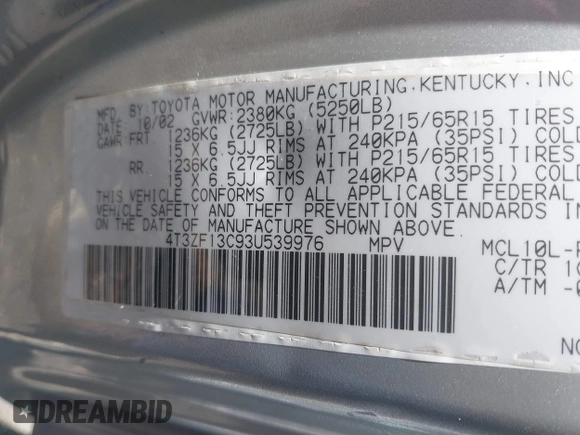 MFD. BY: TOYOTA MOTOR MANUFACTURING, KENTUCKY, INC
DATE: 10/02 GVWR: 2380KG (5250LB)
GAWR: FRT 1236KG (2725LB) WITH P215/65R15 TIRES
15 X 6.5JJ RIMS AT 240KPA (35PSI) COLD
RR 1236KG (2725LB) WITH P215/65R15 TIRES
15 X 6.5JJ RIMS AT 240KPA (35PSI) COLD
THIS VEHICLE CONFORMS TO ALL APPLICABLE FEDERAL
VEHICLE SAFETY AND THEFT PREVENTION STANDARDS IN
ON THE DATE OF MANUFACTURE SHOWN ABOVE.
4T3ZF13C93U539976 MPV
MCL10L-
C/TR
A/TM
DREAMBID